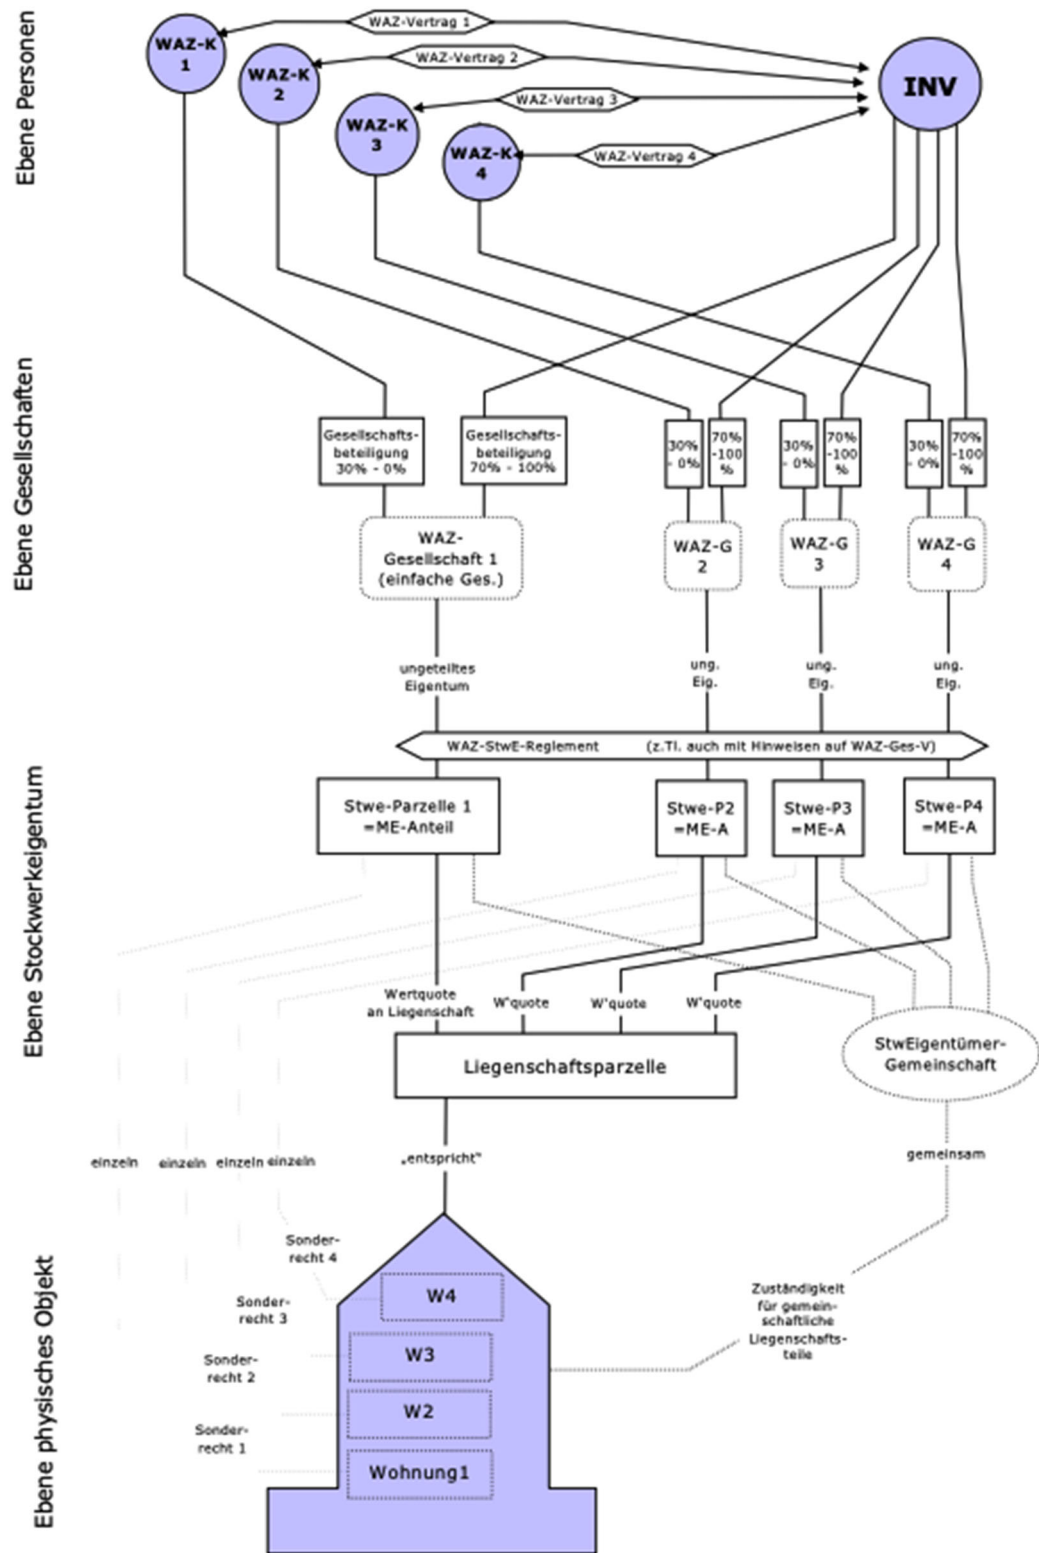 Ebene Personen
WAZ-Vertrag 1
WAZ-K
1
WAZ-Vertrag 2
WAZ-K
2
INV
WAZ-Vertrag 3
WAZ-K
3
WAZ-Vertrag 4
WAZ-K
4
Ebene Gesellschaften
Gesellschafts-
beteiligung
30% - 0%
Gesellschafts-
beteiligung
70% - 100%
30%
- 0%
70%
-100
%
30%
- 0%
70%
-100
%
30%
- 0%
70%
-100
%
WAZ-
Gesellschaft 1
(einfache Ges.)
WAZ-G
2
WAZ-G
3
WAZ-G
4
ungeteiltes
Eigentum
ung.
Eig.
ung.
Eig.
ung.
Eig.
WAZ-StwE-Reglement (z.Tl. auch mit Hinweisen auf WAZ-Ges-V)
Ebene Stockwerkeigentum
Stwe-Parzelle 1
=ME-Anteil
Stwe-P2
=ME-A
Stwe-P3
=ME-A
Stwe-P4
=ME-A
Wertquote
an Liegenschaft
W'quote
W'quote
W'quote
Liegenschaftsparzelle
StwEigentümer-
Gemeinschaft
einzeln
einzeln
einzeln
einzeln
„entspricht“
gemeinsam
Ebene physisches Objekt
Sonder-
recht 4
Sonder-
recht 3
Sonder-
recht 2
Sonder-
recht 1
W4
W3
W2
Wohnung1
Zuständigkeit
für gemein-
schaftliche
Liegenschafts-
teile